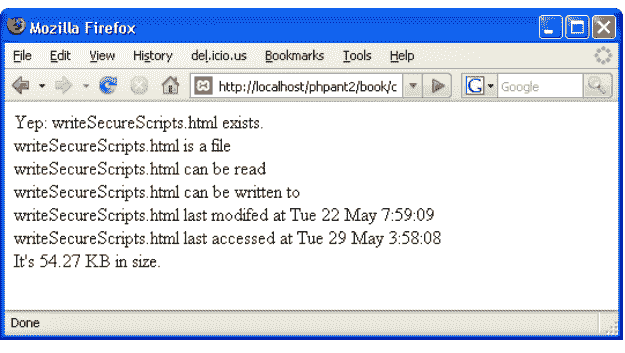 Mozilla Firefox
File Edit View History del.icio.us Bookmarks Tools Help
http://localhost/phpant2/book/c G Google
Yep: writeSecureScripts.html exists.
writeSecureScripts.html is a file
writeSecureScripts.html can be read
writeSecureScripts.html can be written to
writeSecureScripts.html last modifed at Tue 22 May 7:59:09
writeSecureScripts.html last accessed at Tue 29 May 3:58:08
It's 54.27 KB in size.
Done